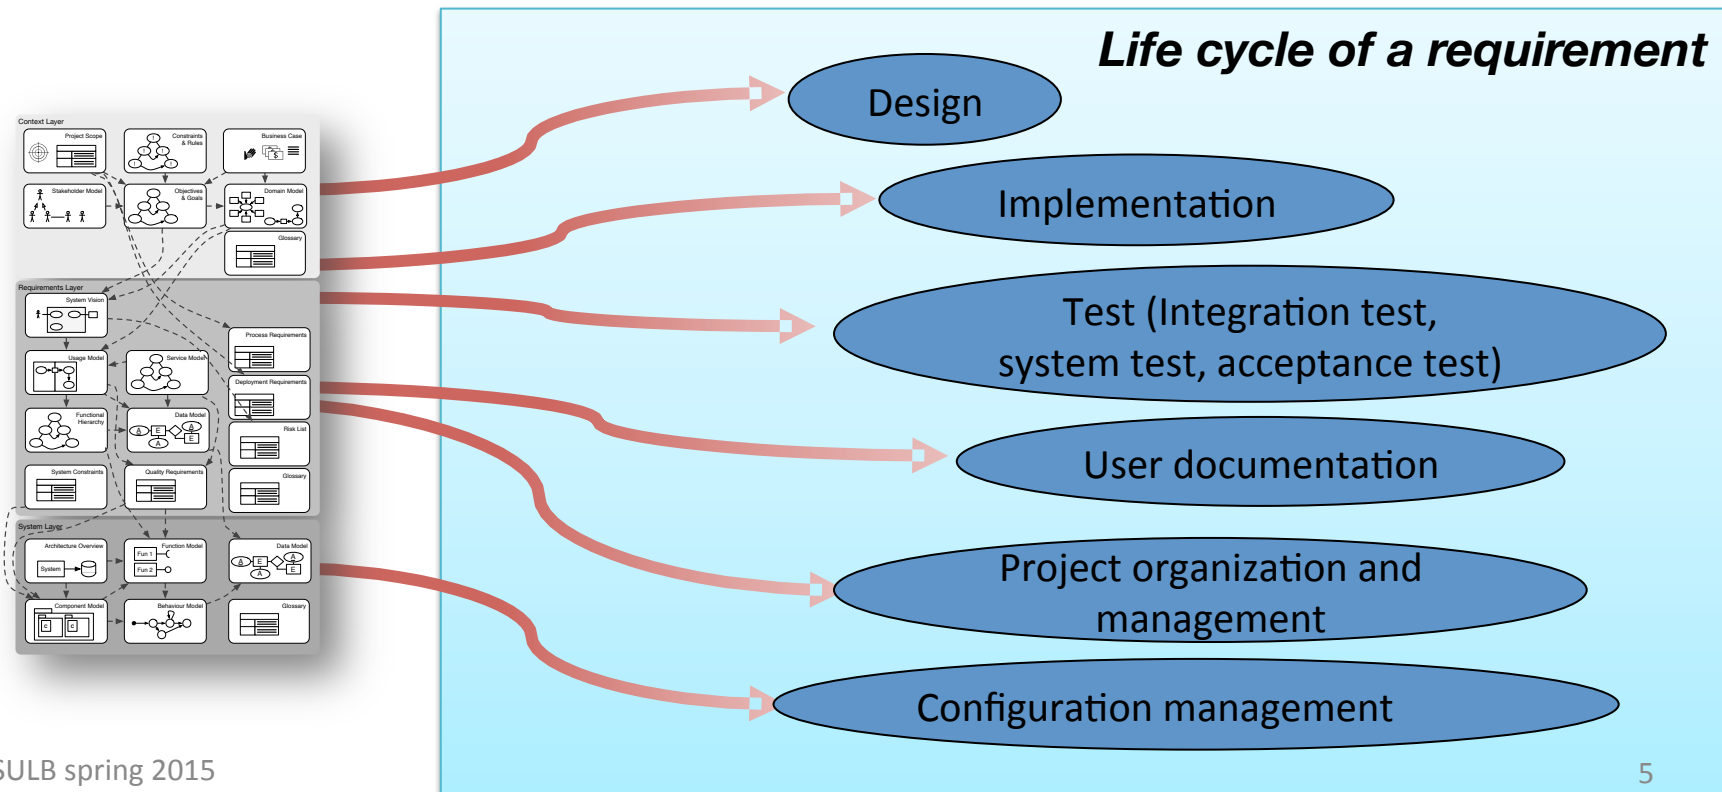 Life cycle of a requirement
Context Layer
Project Scope
Constraints
& Rules
Business Case
Stakeholder Model
Objectives
& Goals
Domain Model
Glossary
Requirements Layer
System Vision
Process Requirements
Usage Model
Service Model
Deployment Requirements
Functional
Hierarchy
Data Model
A
E
A
A
E
Risk List
System Constraints
Quality Requirements
Glossary
System Layer
Architecture Overview
System
Function Model
Fun 1
Fun 2
Data Model
A
E
A
A
E
Component Model
C
C
Behaviour Model
Glossary
Design
Implementation
Test (Integration test,
system test, acceptance test)
User documentation
Project organization and
management
Configuration management
SULB spring 2015
5